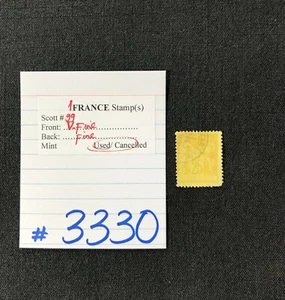 1 FRANCE Stamp(s)
Scott # 99
Front: V. Fine
Back: Fine
Mint Used/ Cancelled
# 3330